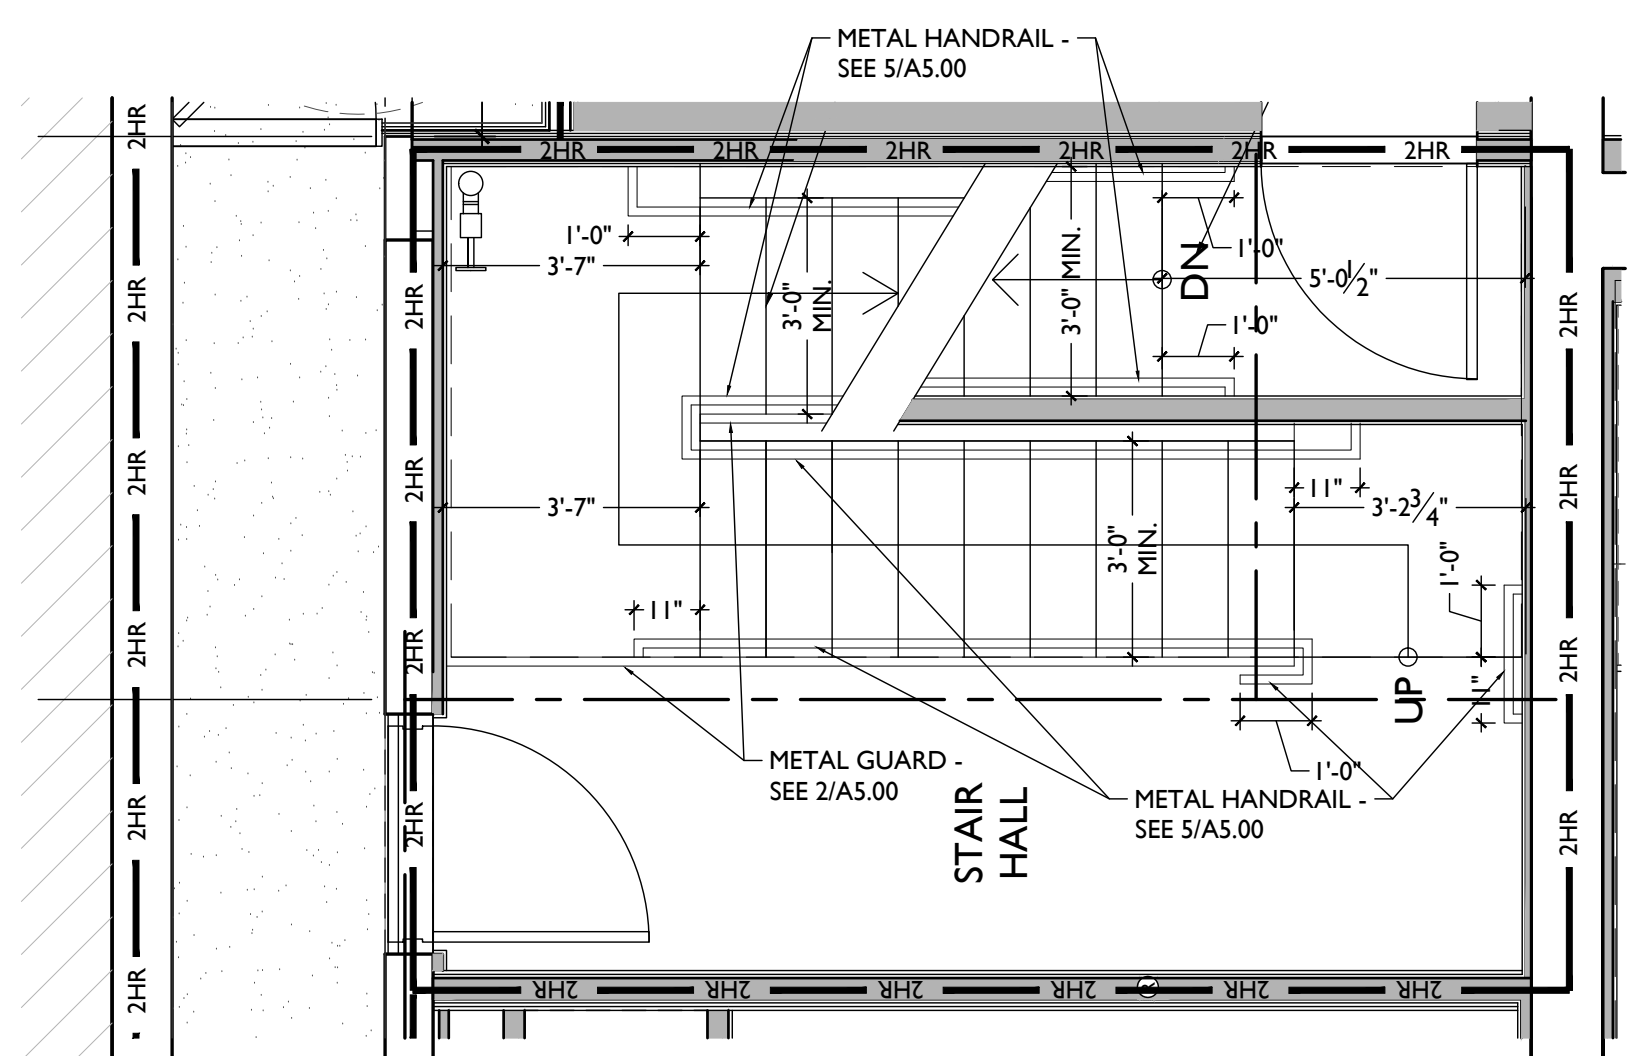 METAL HANDRAIL -
SEE 5/A5.00
2HR
2HR
2HR
2HR
2HR
2HR
2HR
1'-0"
3'-7"
3'-0"
MIN.
3'-0" MIN.
DN
1'-0"
1'-0"
5'-0 1/2"
2HR
2HR
2HR
2HR
2HR
3'-7"
3'-0"
MIN.
11"
3'-2 3/4"
2HR
1'-0"
11"
2HR
2HR
UP
11"
2HR
METAL GUARD -
SEE 2/A5.00
1'-0"
METAL HANDRAIL -
SEE 5/A5.00
STAIR
HALL
2HR
2HR
2HR
2HR
2HR
2HR
2HR
2HR
2HR
2HR
R